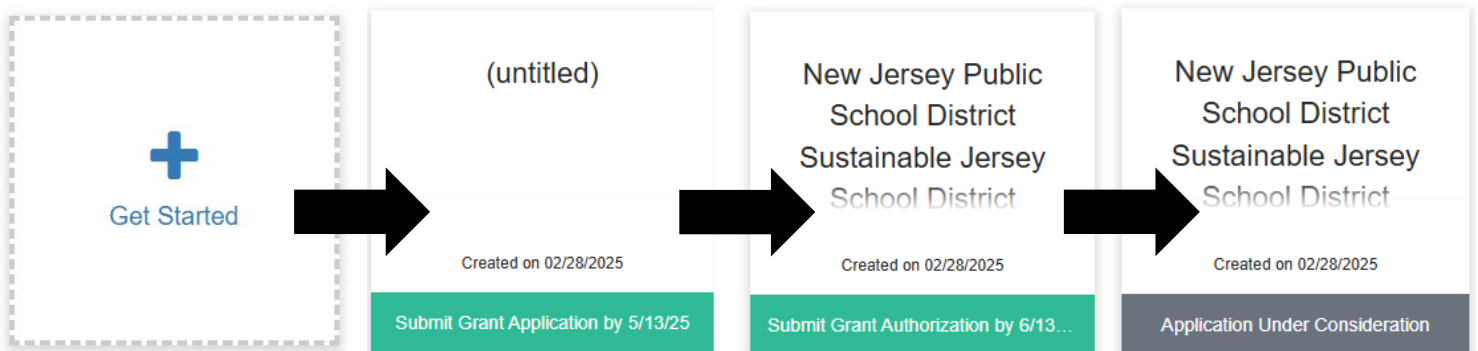 Get Started
(untitled)
Created on 02/28/2025
Submit Grant Application by 5/13/25
New Jersey Public
School District
Sustainable Jersey
School District
Created on 02/28/2025
Submit Grant Authorization by 6/13...
New Jersey Public
School District
Sustainable Jersey
School District
Created on 02/28/2025
Application Under Consideration